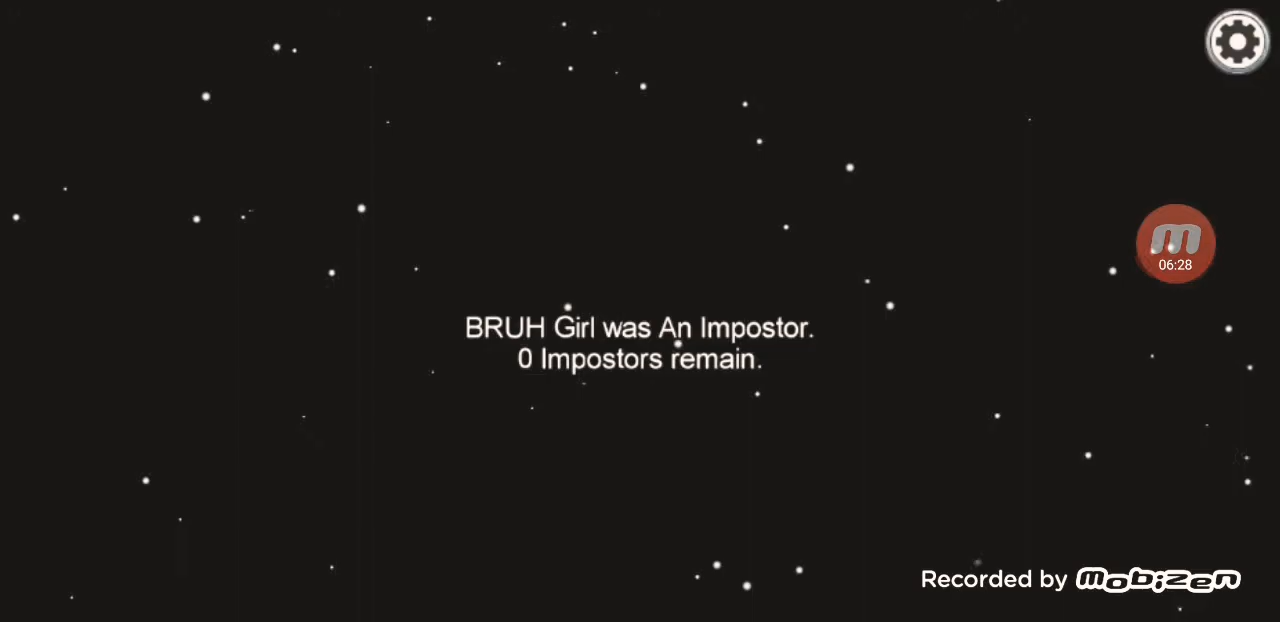 06:28
BRUH Girl was An Impostor.
0 Impostors remain.
Recorded by mobizen